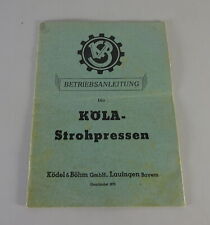 BETRIEBSANLEITUNG
für
KÖLA-
Strohpressen
Ködel & Böhm GmbH., Lauingen Bayern